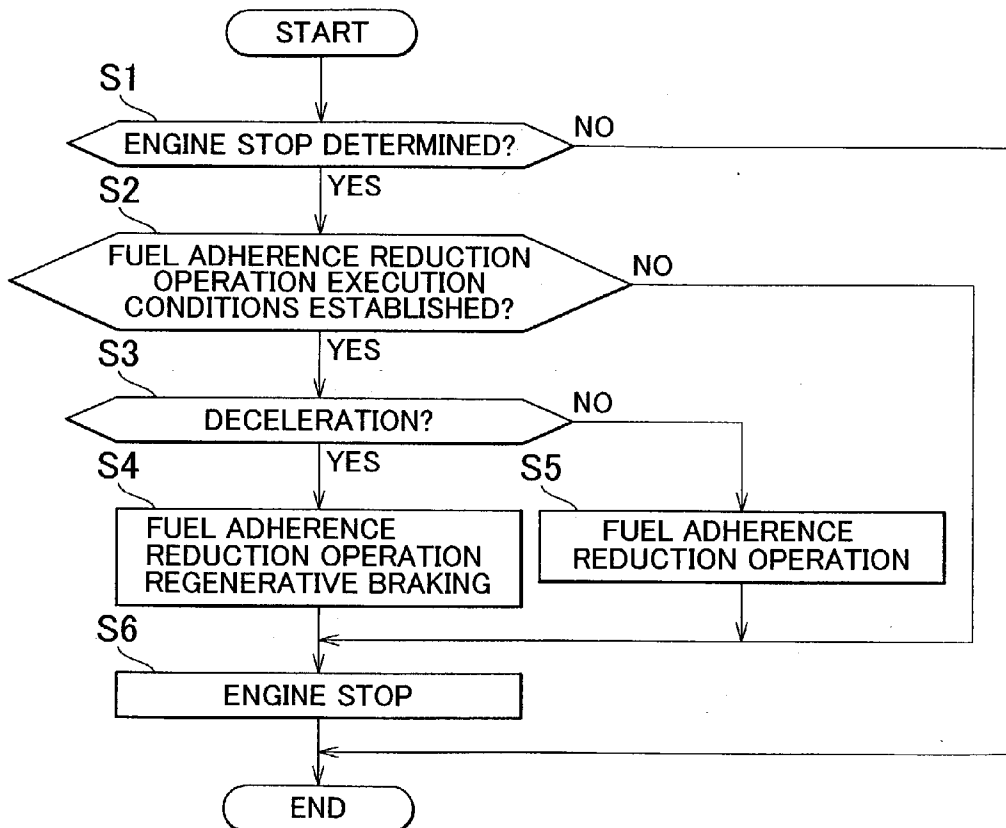 START
S1
ENGINE STOP DETERMINED?
NO
YES
S2
FUEL ADHERENCE REDUCTION
OPERATION EXECUTION
CONDITIONS ESTABLISHED?
NO
YES
S3
DECELERATION?
NO
YES
S4
FUEL ADHERENCE
REDUCTION OPERATION
REGENERATIVE BRAKING
S5
FUEL ADHERENCE
REDUCTION OPERATION
S6
ENGINE STOP
END